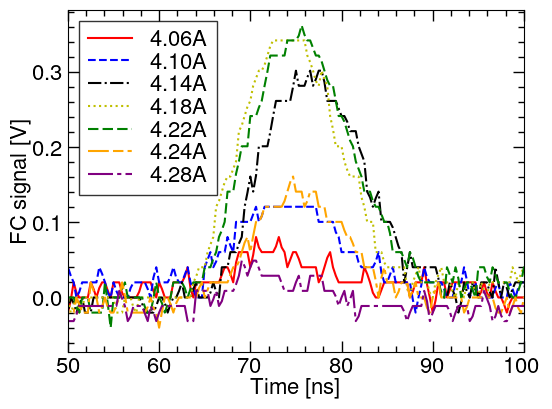 4.06A
4.10A
4.14A
4.18A
4.22A
4.24A
4.28A
FC signal [V]
0.3
0.2
0.1
0.0
50 60 70 80 90 100
Time [ns]